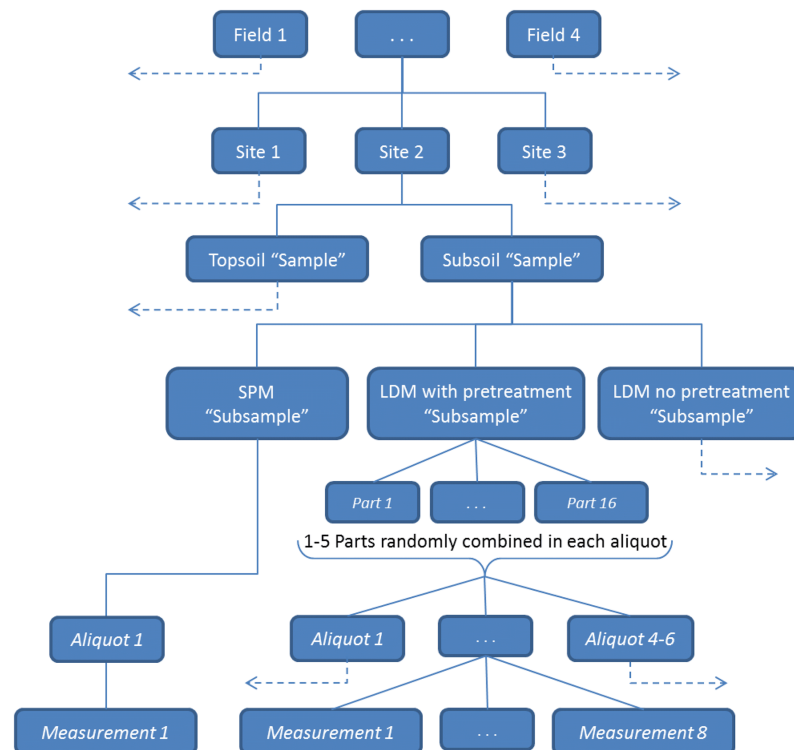 Field 1
. . .
Field 4
Site 1
Site 2
Site 3
Topsoil “Sample”
Subsoil “Sample”
SPM
“Subsample”
LDM with pretreatment
“Subsample”
LDM no pretreatment
“Subsample”
Part 1
. . .
Part 16
1-5 Parts randomly combined in each aliquot
Aliquot 1
Aliquot 1
. . .
Aliquot 4-6
Measurement 1
Measurement 1
. . .
Measurement 8